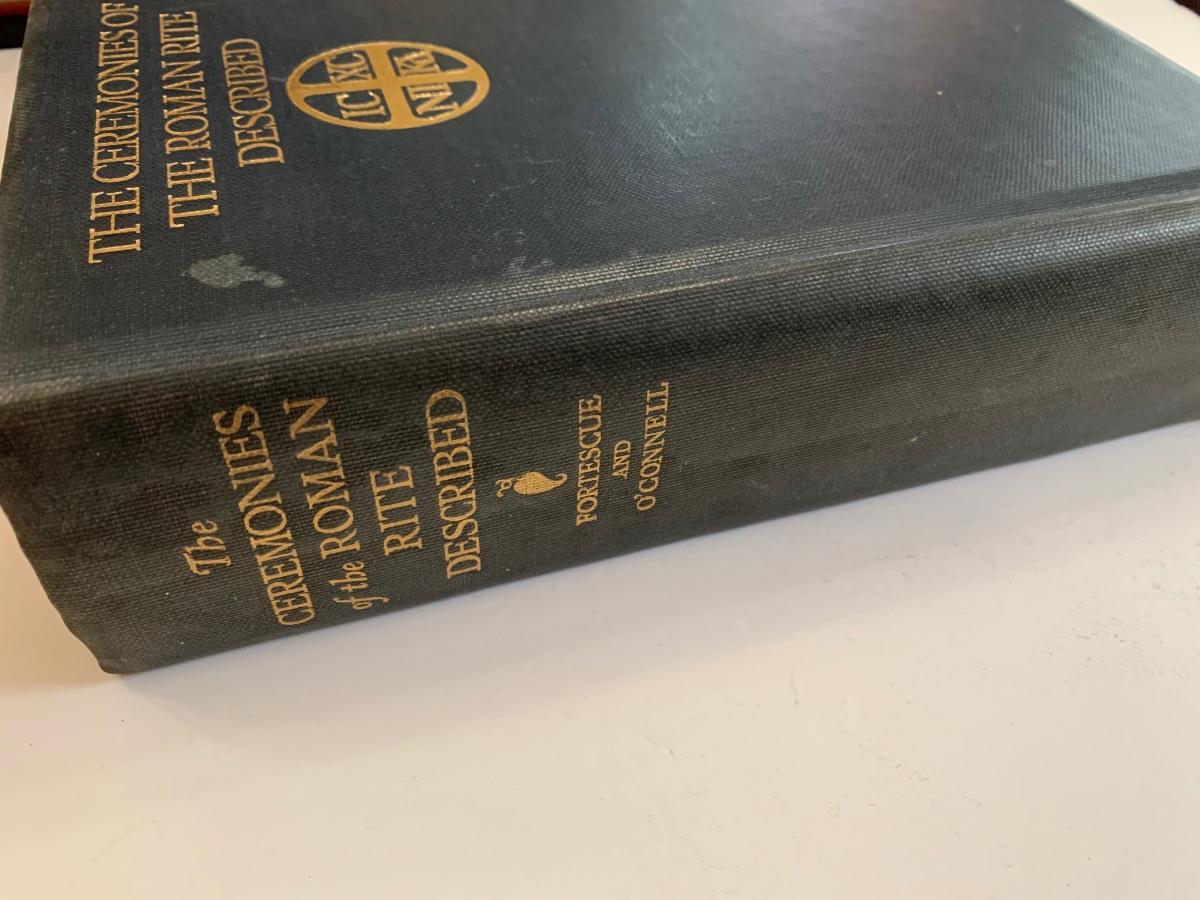 THE CEREMONIES OF
THE ROMAN RITE
DESCRIBED
IC XC
NI KA
The
CEREMONIES
of the ROMAN
RITE
DESCRIBED
FORTESCUE
AND
O'CONNELL